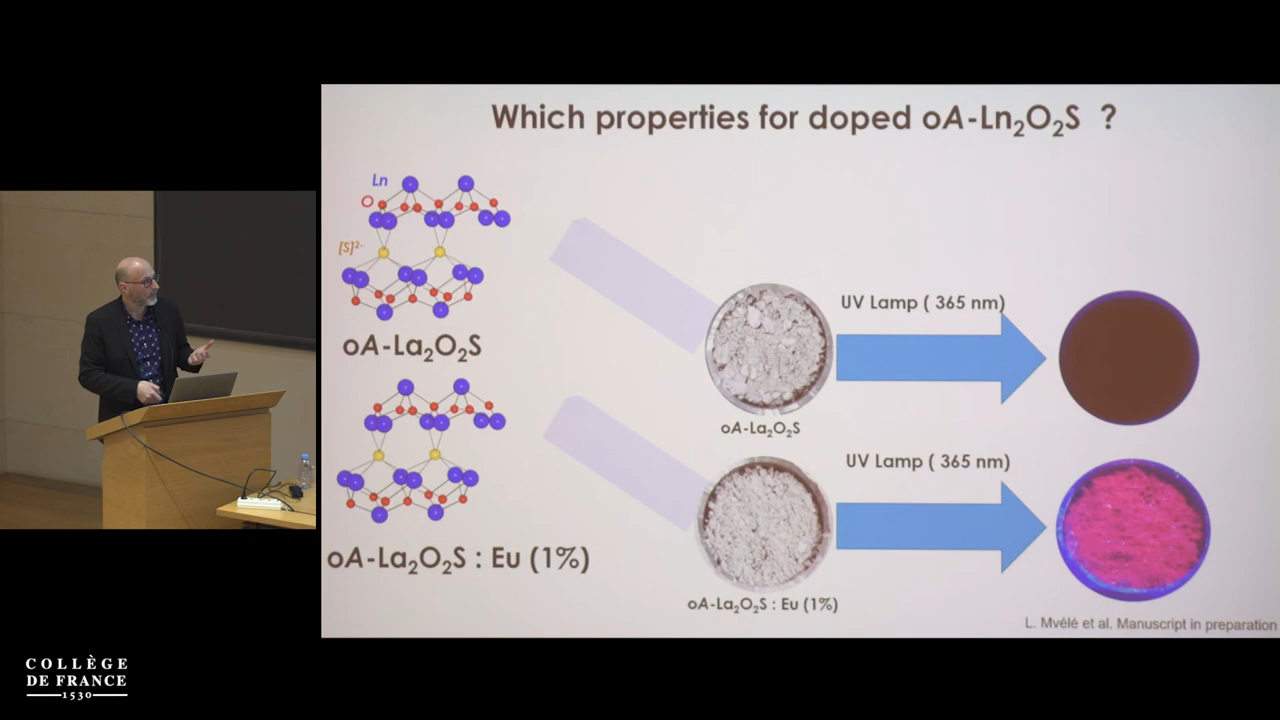 Which properties for doped oA-Ln₂O₂S ?
Ln
O
[S]²⁻
oA-La₂O₂S
UV Lamp ( 365 nm)
oA-La₂O₂S
oA-La₂O₂S : Eu (1%)
UV Lamp ( 365 nm)
oA-La₂O₂S : Eu (1%)
L. Mvélé et al. Manuscript in preparation
COLLÈGE
DE FRANCE
1530